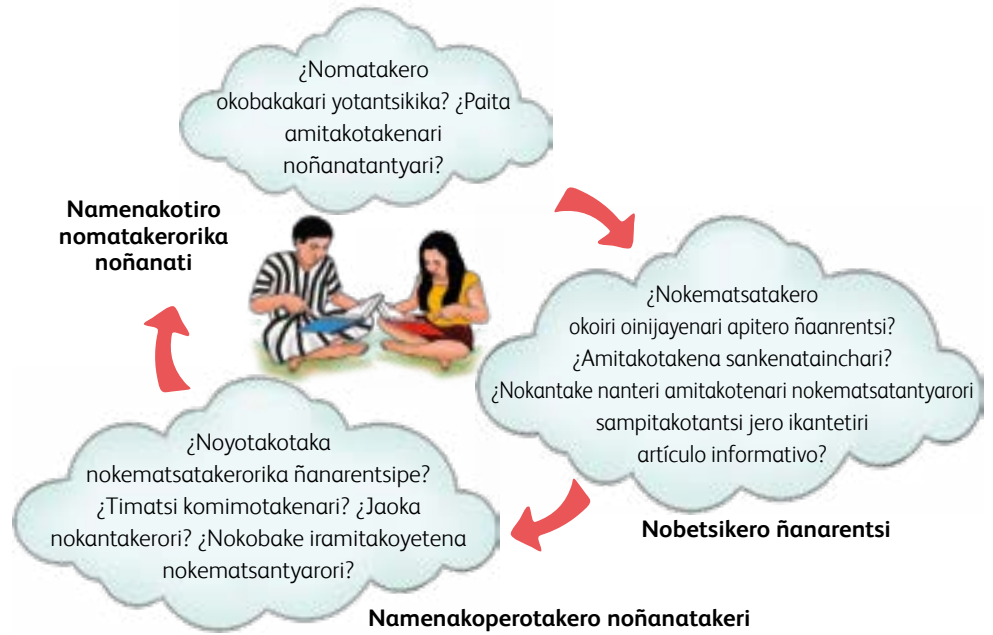 ¿Nomatakero
okobakakari yotantsikika? ¿Paita
amitakotakenari
noñanatantyari?
Namenakotiro
nomatakerorika
noñanati
¿Nokematsatakero
okoiri oinijayenari apitero ñaanrentsi?
¿Amitakotakena sankenatainchari?
¿Nokantake nanteri amitakotenari nokematsatantyarori
sampitakotantsi jero ikantetiri
artículo informativo?
Nobetsikero ñanarentsi
¿Noyotakotaka
nokematsatakerorika ñanarentsipe?
¿Timatsi komimotakenari? ¿Jaoka
nokantakerori? ¿Nokobake iramitakoyetena
nokematsantyarori?
Namenakoperotakero noñanatakeri